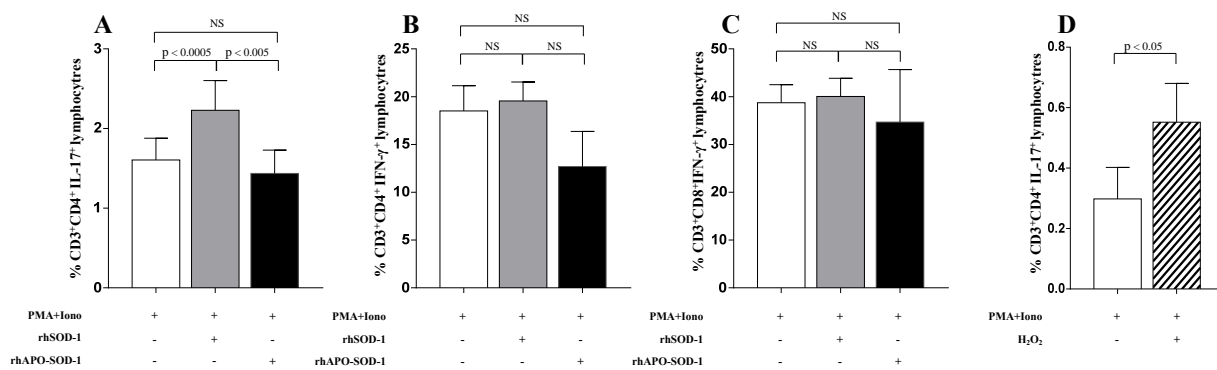 A
NS
p < 0.0005
p < 0.005
% CD3+CD4+ IL-17+ lymphocytres
3
2
1
0
PMA+Iono + + +
rhSOD-1 - + -
rhAPO-SOD-1 - - +
B
NS
NS
NS
% CD3+CD4+ IFN-γ+ lymphocytres
25
20
15
10
5
0
PMA+Iono + + +
rhSOD-1 - + -
rhAPO-SOD-1 - - +
C
NS
NS
NS
% CD3+CD8+IFN-γ+ lymphocytres
50
40
30
20
10
0
PMA+Iono + + +
rhSOD-1 - + -
rhAPO-SOD-1 - - +
D
p < 0.05
% CD3+CD4+ IL-17+ lymphocytres
0.8
0.6
0.4
0.2
0.0
PMA+Iono + +
H₂O₂ - +